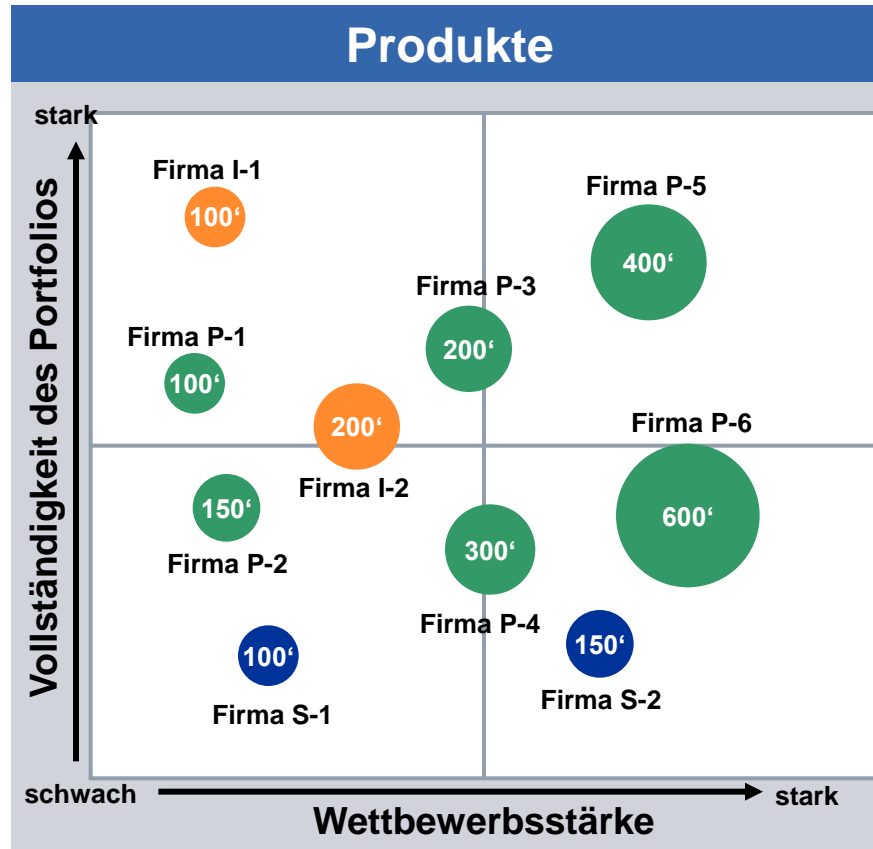 Produkte
stark
Vollständigkeit des Portfolios
Firma I-1
100‘
Firma P-5
400‘
Firma P-3
200‘
Firma P-1
100‘
200‘
Firma I-2
Firma P-6
600‘
150‘
Firma P-2
300‘
Firma P-4
100‘
Firma S-1
150‘
Firma S-2
schwach
stark
Wettbewerbsstärke